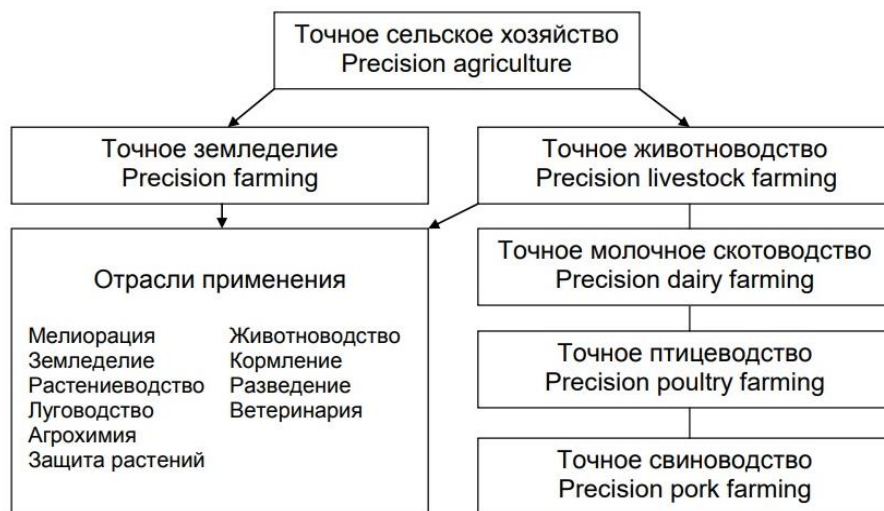 Точное сельское хозяйство
Precision agriculture
Точное земледелие
Precision farming
Точное животноводство
Precision livestock farming
Отрасли применения
Мелиорация
Земледелие
Растениеводство
Луговодство
Агрохимия
Защита растений
Животноводство
Кормление
Разведение
Ветеринария
Точное молочное скотоводство
Precision dairy farming
Точное птицеводство
Precision poultry farming
Точное свиноводство
Precision pork farming